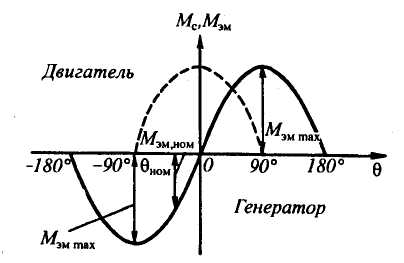 Mс,Mэм
Двигатель
Mэм,ном
Mэм max
-180°
-90°
θном
0
90°
180°
θ
Генератор
Mэм max